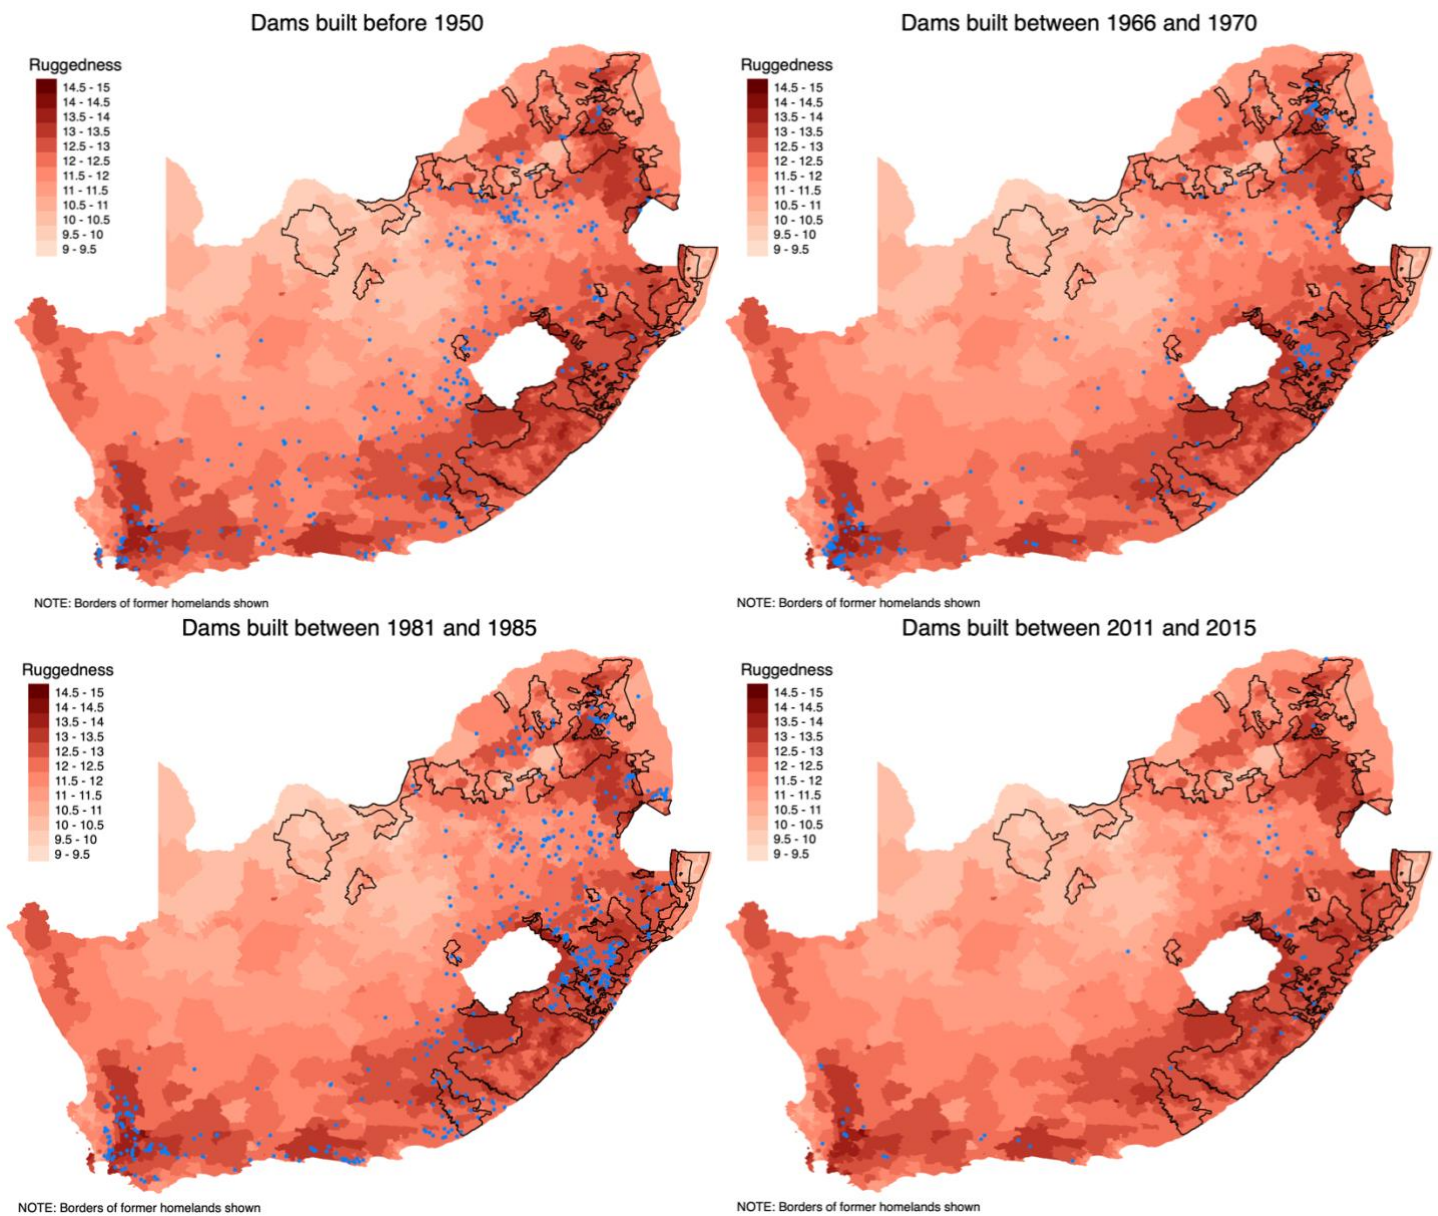 Dams built before 1950
Ruggedness
14.5 - 15
14 - 14.5
13.5 - 14
13 - 13.5
12.5 - 13
12 - 12.5
11.5 - 12
11 - 11.5
10.5 - 11
10 - 10.5
9.5 - 10
9 - 9.5
NOTE: Borders of former homelands shown
Dams built between 1966 and 1970
Ruggedness
14.5 - 15
14 - 14.5
13.5 - 14
13 - 13.5
12.5 - 13
12 - 12.5
11.5 - 12
11 - 11.5
10.5 - 11
10 - 10.5
9.5 - 10
9 - 9.5
NOTE: Borders of former homelands shown
Dams built between 1981 and 1985
Ruggedness
14.5 - 15
14 - 14.5
13.5 - 14
13 - 13.5
12.5 - 13
12 - 12.5
11.5 - 12
11 - 11.5
10.5 - 11
10 - 10.5
9.5 - 10
9 - 9.5
NOTE: Borders of former homelands shown
Dams built between 2011 and 2015
Ruggedness
14.5 - 15
14 - 14.5
13.5 - 14
13 - 13.5
12.5 - 13
12 - 12.5
11.5 - 12
11 - 11.5
10.5 - 11
10 - 10.5
9.5 - 10
9 - 9.5
NOTE: Borders of former homelands shown